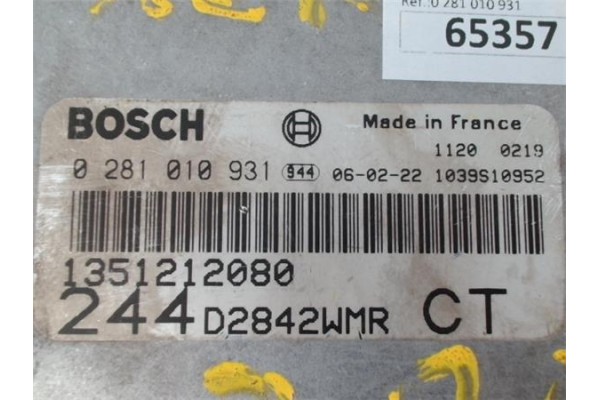 Ref.:0 281 010 931
65357
BOSCH
Made in France
1120 0219
0 281 010 931 944 06-02-22 1039S10952
1351212080
244 D2842WMR CT